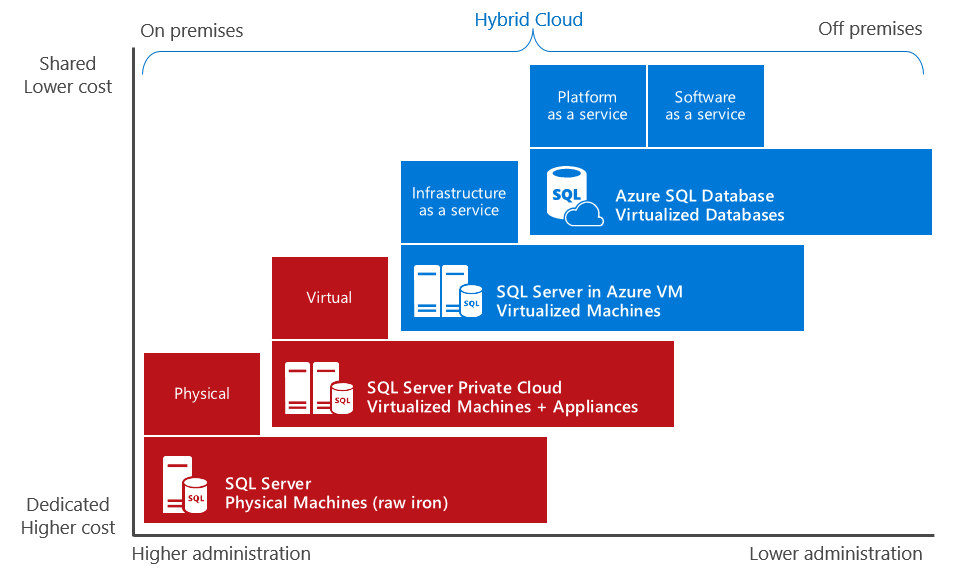 Hybrid Cloud
On premises
Off premises
Shared
Lower cost
Platform
as a service
Software
as a service
SQL
Azure SQL Database
Virtualized Databases
Infrastructure
as a service
SQL
SQL Server in Azure VM
Virtualized Machines
Virtual
SQL
SQL Server Private Cloud
Virtualized Machines + Appliances
Physical
SQL
SQL Server
Physical Machines (raw iron)
Dedicated
Higher cost
Higher administration
Lower administration